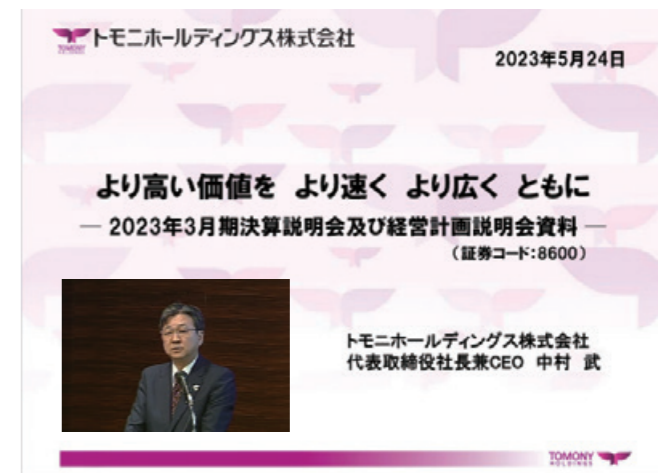 トモニホールディングス株式会社
2023年5月24日
より高い価値を より速く より広く ともに
― 2023年3月期決算説明会及び経営計画説明会資料 ―
（証券コード：8600）
トモニホールディングス株式会社
代表取締役社長兼CEO 中村 武
TOMONY
HOLDINGS